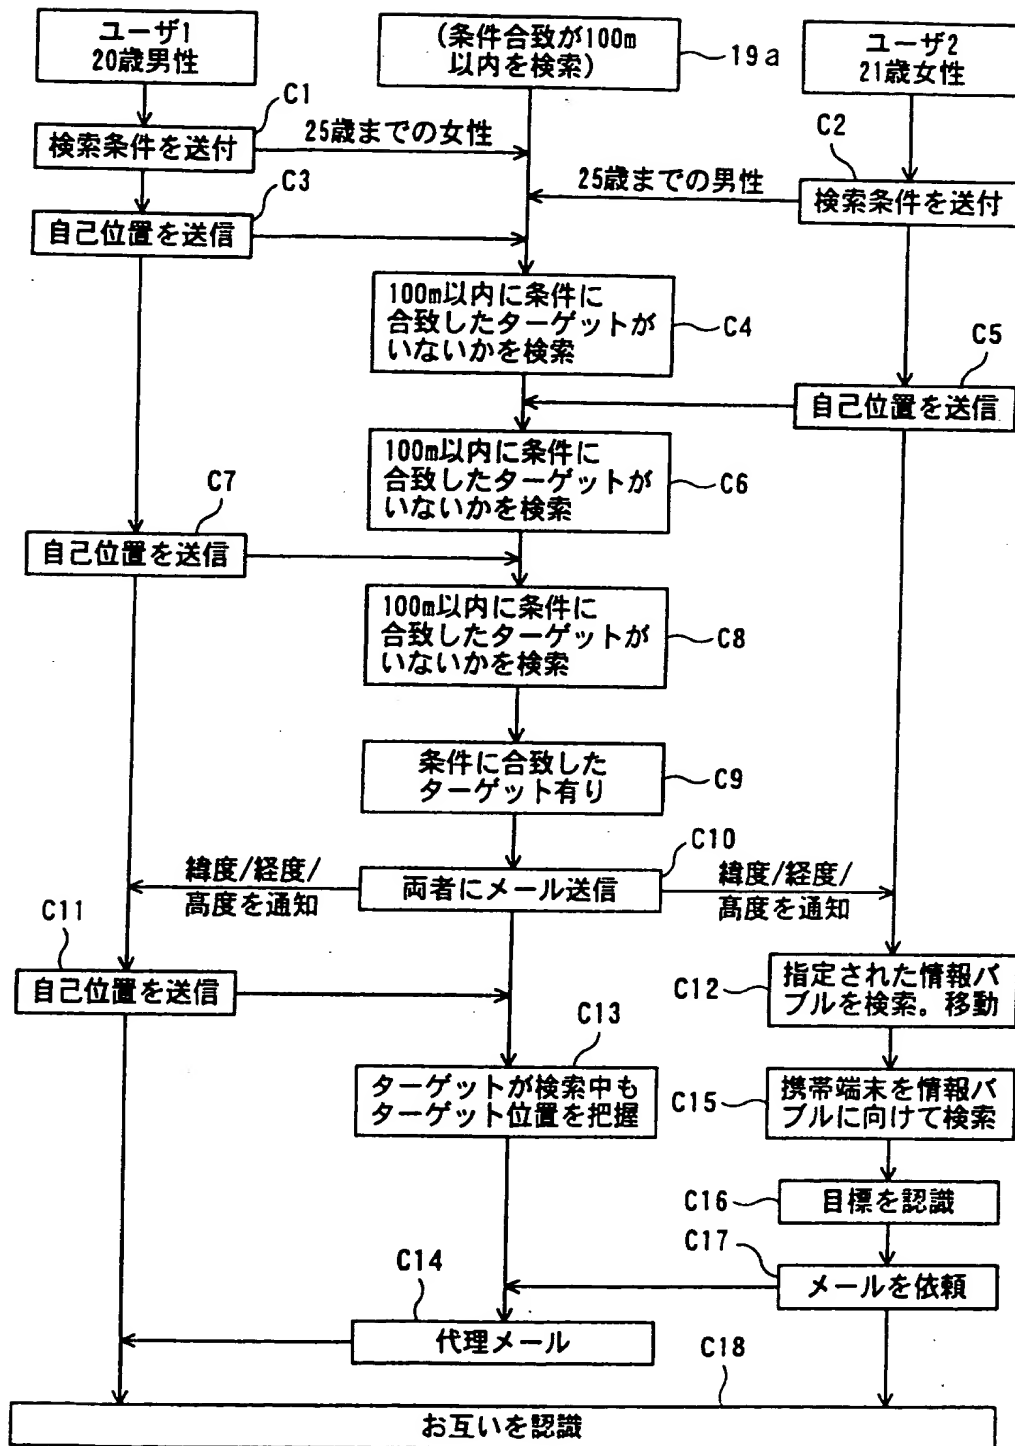 ユーザ1
20歳男性
(条件合致が100m
以内を検索)
19a
ユーザ2
21歳女性
C1
検索条件を送付
25歳までの女性
C2
25歳までの男性
検索条件を送付
C3
自己位置を送信
100m以内に条件に
合致したターゲットが
いないかを検索
C4
C5
自己位置を送信
100m以内に条件に
合致したターゲットが
いないかを検索
C6
C7
自己位置を送信
100m以内に条件に
合致したターゲットが
いないかを検索
C8
条件に合致した
ターゲット有り
C9
C10
緯度/経度/
高度を通知
両者にメール送信
緯度/経度/
高度を通知
C11
自己位置を送信
C12
指定された情報バ
ブルを検索。移動
C13
ターゲットが検索中も
ターゲット位置を把握
C15
携帯端末を情報バ
ブルに向けて検索
C16
目標を認識
C17
メールを依頼
C14
代理メール
C18
お互いを認識